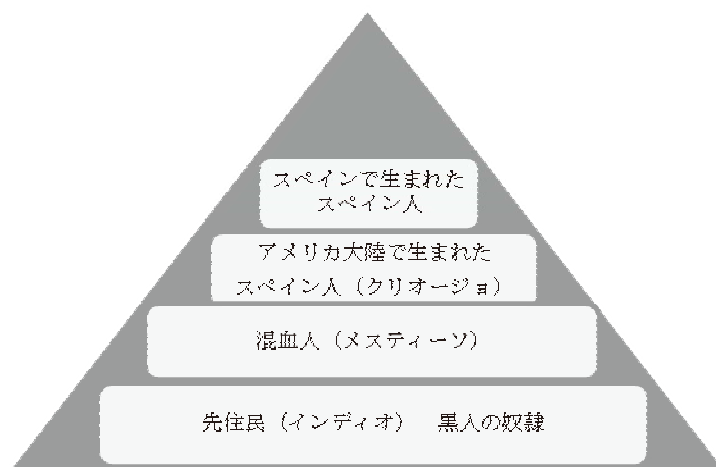 スペインで生まれた
スペイン人
アメリカ大陸で生まれた
スペイン人（クリオージョ）
混血人（メスティーソ）
先住民（インディオ）　黒人の奴隷